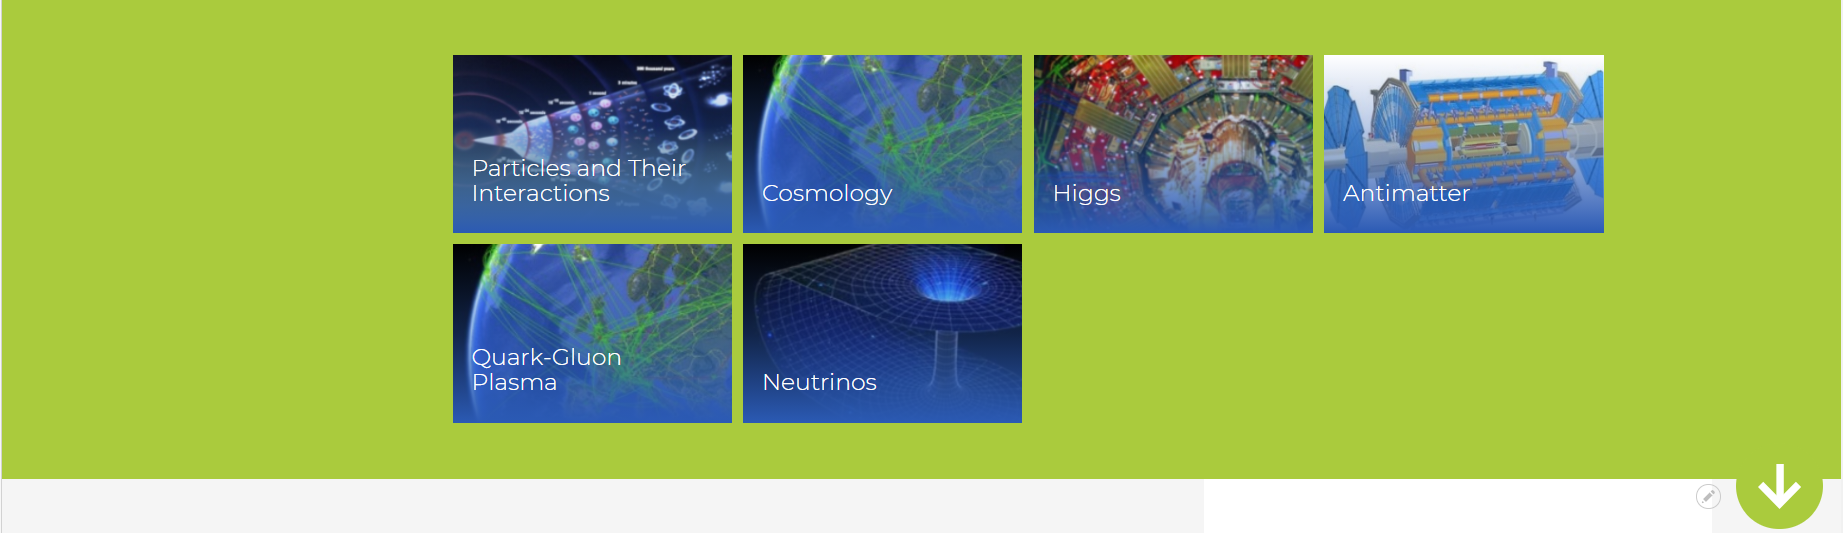 Particles and Their
Interactions
Cosmology
Higgs
Antimatter
Quark-Gluon
Plasma
Neutrinos